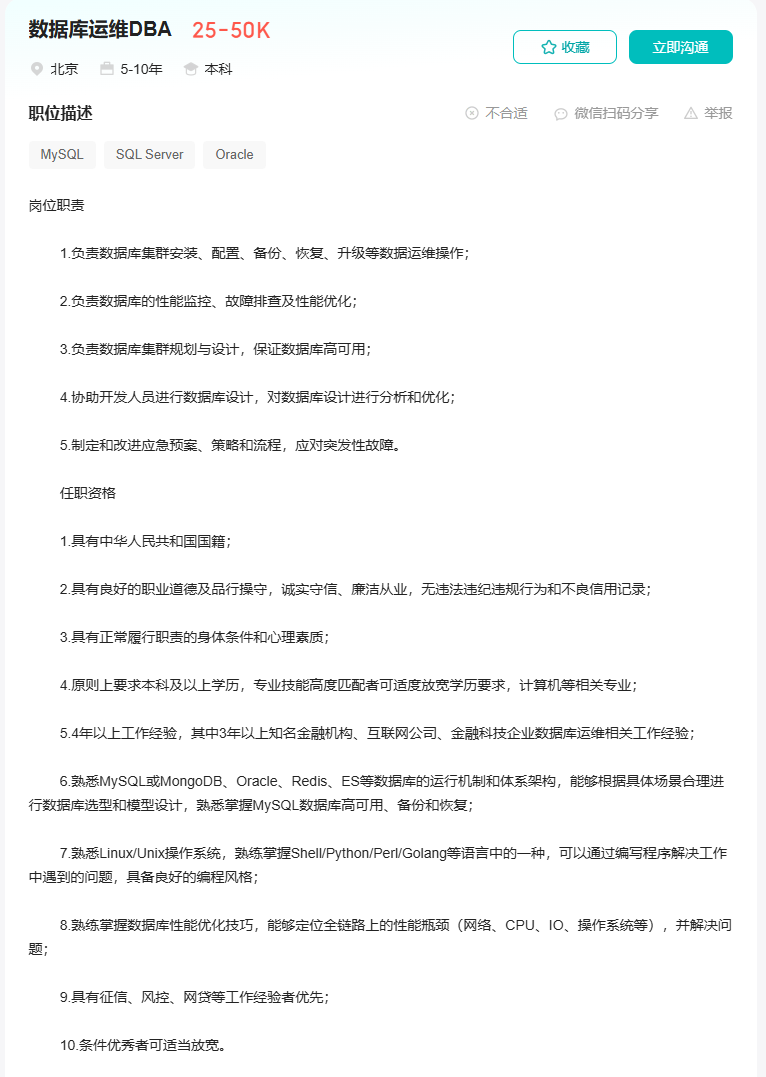 数据库运维DBA 25-50K
收藏 立即沟通
北京 5-10年 本科
职位描述 不合适 微信扫码分享 举报
MySQL SQL Server Oracle
岗位职责
1.负责数据库集群安装、配置、备份、恢复、升级等数据运维操作；
2.负责数据库的性能监控、故障排查及性能优化；
3.负责数据库集群规划与设计，保证数据库高可用；
4.协助开发人员进行数据库设计，对数据库设计进行分析和优化；
5.制定和改进应急预案、策略和流程，应对突发性故障。
任职资格
1.具有中华人民共和国国籍；
2.具有良好的职业道德及品行操守，诚实守信、廉洁从业，无违法违纪违规行为和不良信用记录；
3.具有正常履行职责的身体条件和心理素质；
4.原则上要求本科及以上学历，专业技能高度匹配者可适度放宽学历要求，计算机等相关专业；
5.4年以上工作经验，其中3年以上知名金融机构、互联网公司、金融科技企业数据库运维相关工作经验；
6.熟悉MySQL或MongoDB、Oracle、Redis、ES等数据库的运行机制和体系架构，能够根据具体场景合理进
行数据库选型和模型设计，熟悉掌握MySQL数据库高可用、备份和恢复；
7.熟悉Linux/Unix操作系统，熟练掌握Shell/Python/Perl/Golang等语言中的一种，可以通过编写程序解决工作
中遇到的问题，具备良好的编程风格；
8.熟练掌握数据库性能优化技巧，能够定位全链路上的性能瓶颈（网络、CPU、IO、操作系统等），并解决问
题；
9.具有征信、风控、网贷等工作经验者优先；
10.条件优秀者可适当放宽。